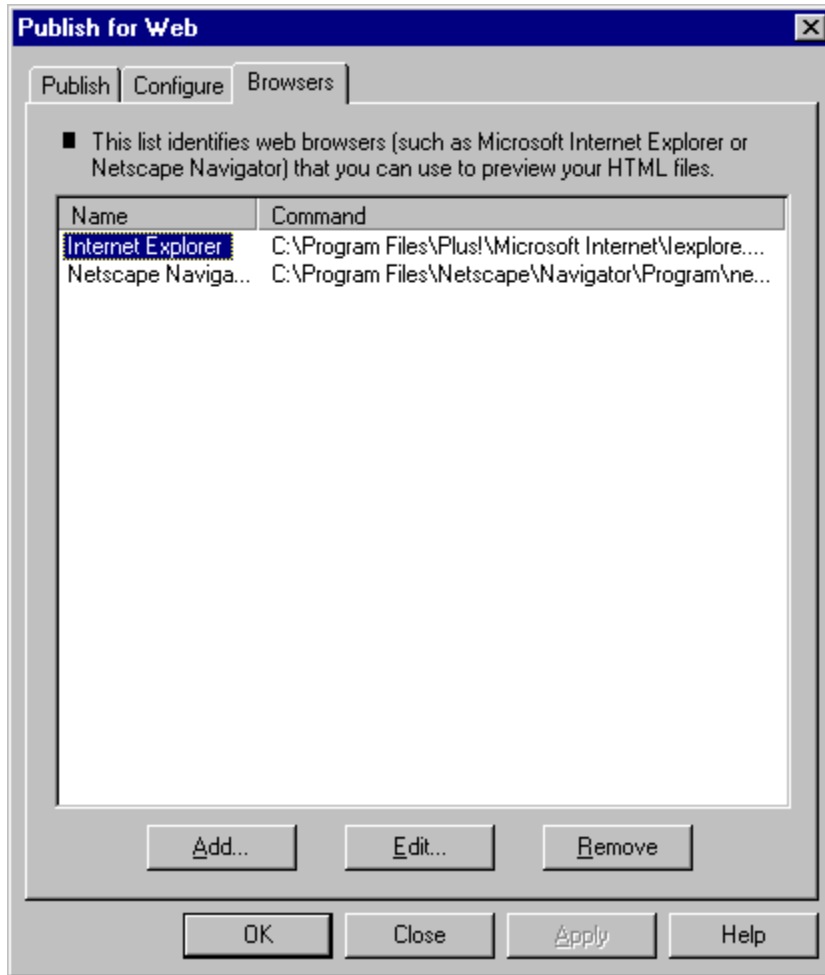 Publish for Web
Publish Configure Browsers
This list identifies web browsers (such as Microsoft Internet Explorer or
Netscape Navigator) that you can use to preview your HTML files.
Name Command
Internet Explorer C:\Program Files\Plus!\Microsoft Internet\Iexplore....
Netscape Naviga... C:\Program Files\Netscape\Navigator\Program\ne...
Add... Edit... Remove
OK Close Apply Help